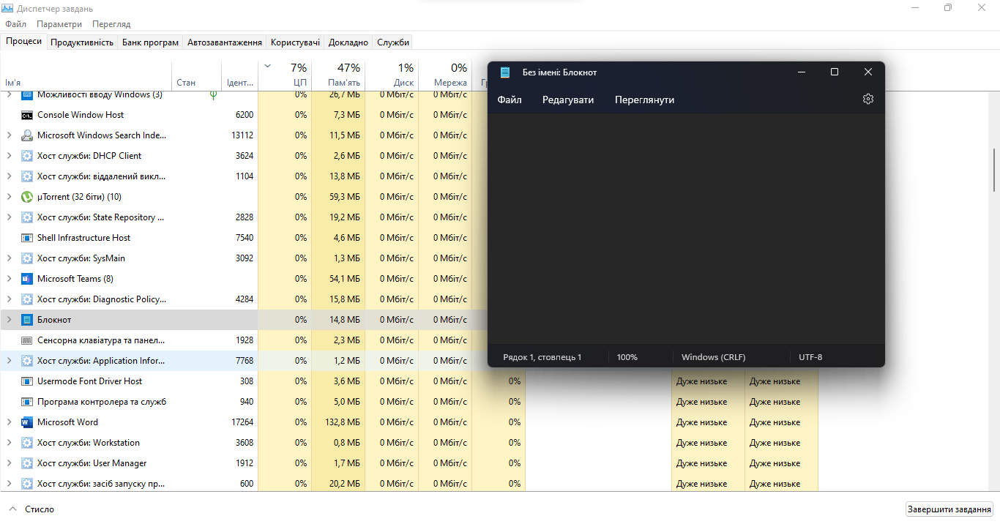 Диспетчер завдань
Файл Параметри Перегляд
Процеси Продуктивність Банк програм Автозавантаження Користувачі Докладно Служби
7% 47% 1% 0%
Ім'я Стан Ідент... ЦП Пам'ять Диск Мережа
Можливості вводу Windows (3) 0% 26,7 МБ 0 Мбіт/с 0 Мбіт/с
Console Window Host 6200 0% 7,3 МБ 0 Мбіт/с 0 Мбіт/с
Microsoft Windows Search Inde... 13112 0% 11,5 МБ 0 Мбіт/с 0 Мбіт/с
Хост служби: DHCP Client 3624 0% 2,6 МБ 0 Мбіт/с 0 Мбіт/с
Хост служби: віддалений викл... 1104 0% 13,8 МБ 0 Мбіт/с 0 Мбіт/с
µTorrent (32 біти) (10) 0% 59,3 МБ 0 Мбіт/с 0 Мбіт/с
Хост служби: State Repository ... 2828 0% 19,2 МБ 0 Мбіт/с 0 Мбіт/с
Shell Infrastructure Host 7540 0% 4,6 МБ 0 Мбіт/с 0 Мбіт/с
Хост служби: SysMain 3092 0% 1,3 МБ 0 Мбіт/с 0 Мбіт/с
Microsoft Teams (8) 0% 54,1 МБ 0 Мбіт/с 0 Мбіт/с
Хост служби: Diagnostic Policy... 4284 0% 15,8 МБ 0 Мбіт/с 0 Мбіт/с
Блокнот 0% 14,8 МБ 0 Мбіт/с 0 Мбіт/с
Сенсорна клавіатура та панел... 1928 0% 2,3 МБ 0 Мбіт/с 0 Мбіт/с
Хост служби: Application Infor... 7768 0% 1,2 МБ 0 Мбіт/с 0 Мбіт/с
Usermode Font Driver Host 308 0% 3,6 МБ 0 Мбіт/с 0 Мбіт/с 0% Дуже низьке Дуже низьке
Програма контролера та служб 940 0% 5,0 МБ 0 Мбіт/с 0 Мбіт/с 0% Дуже низьке Дуже низьке
Microsoft Word 17264 0% 132,8 МБ 0 Мбіт/с 0 Мбіт/с 0% Дуже низьке Дуже низьке
Хост служби: Workstation 3608 0% 0,8 МБ 0 Мбіт/с 0 Мбіт/с 0% Дуже низьке Дуже низьке
Хост служби: User Manager 1912 0% 1,7 МБ 0 Мбіт/с 0 Мбіт/с 0% Дуже низьке Дуже низьке
Хост служби: засіб запуску пр... 600 0% 20,2 МБ 0 Мбіт/с 0 Мбіт/с 0% Дуже низьке Дуже низьке
Стисло Завершити завдання
Без імені: Блокнот
Файл Редагувати Переглянути
Рядок 1, стовпець 1 100% Windows (CRLF) UTF-8